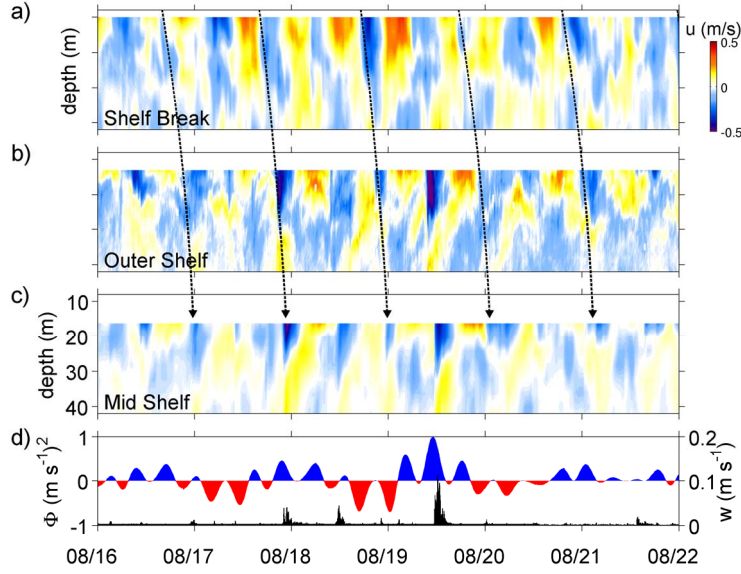 a)
u (m/s)
0.5
0
-0.5
depth (m)
Shelf Break
b)
Outer Shelf
c)
10
20
30
40
depth (m)
Mid Shelf
d)
1
0
-1
Φ (m s⁻¹)²
0.2
0.1
0
w (m s⁻¹)
08/16 08/17 08/18 08/19 08/20 08/21 08/22